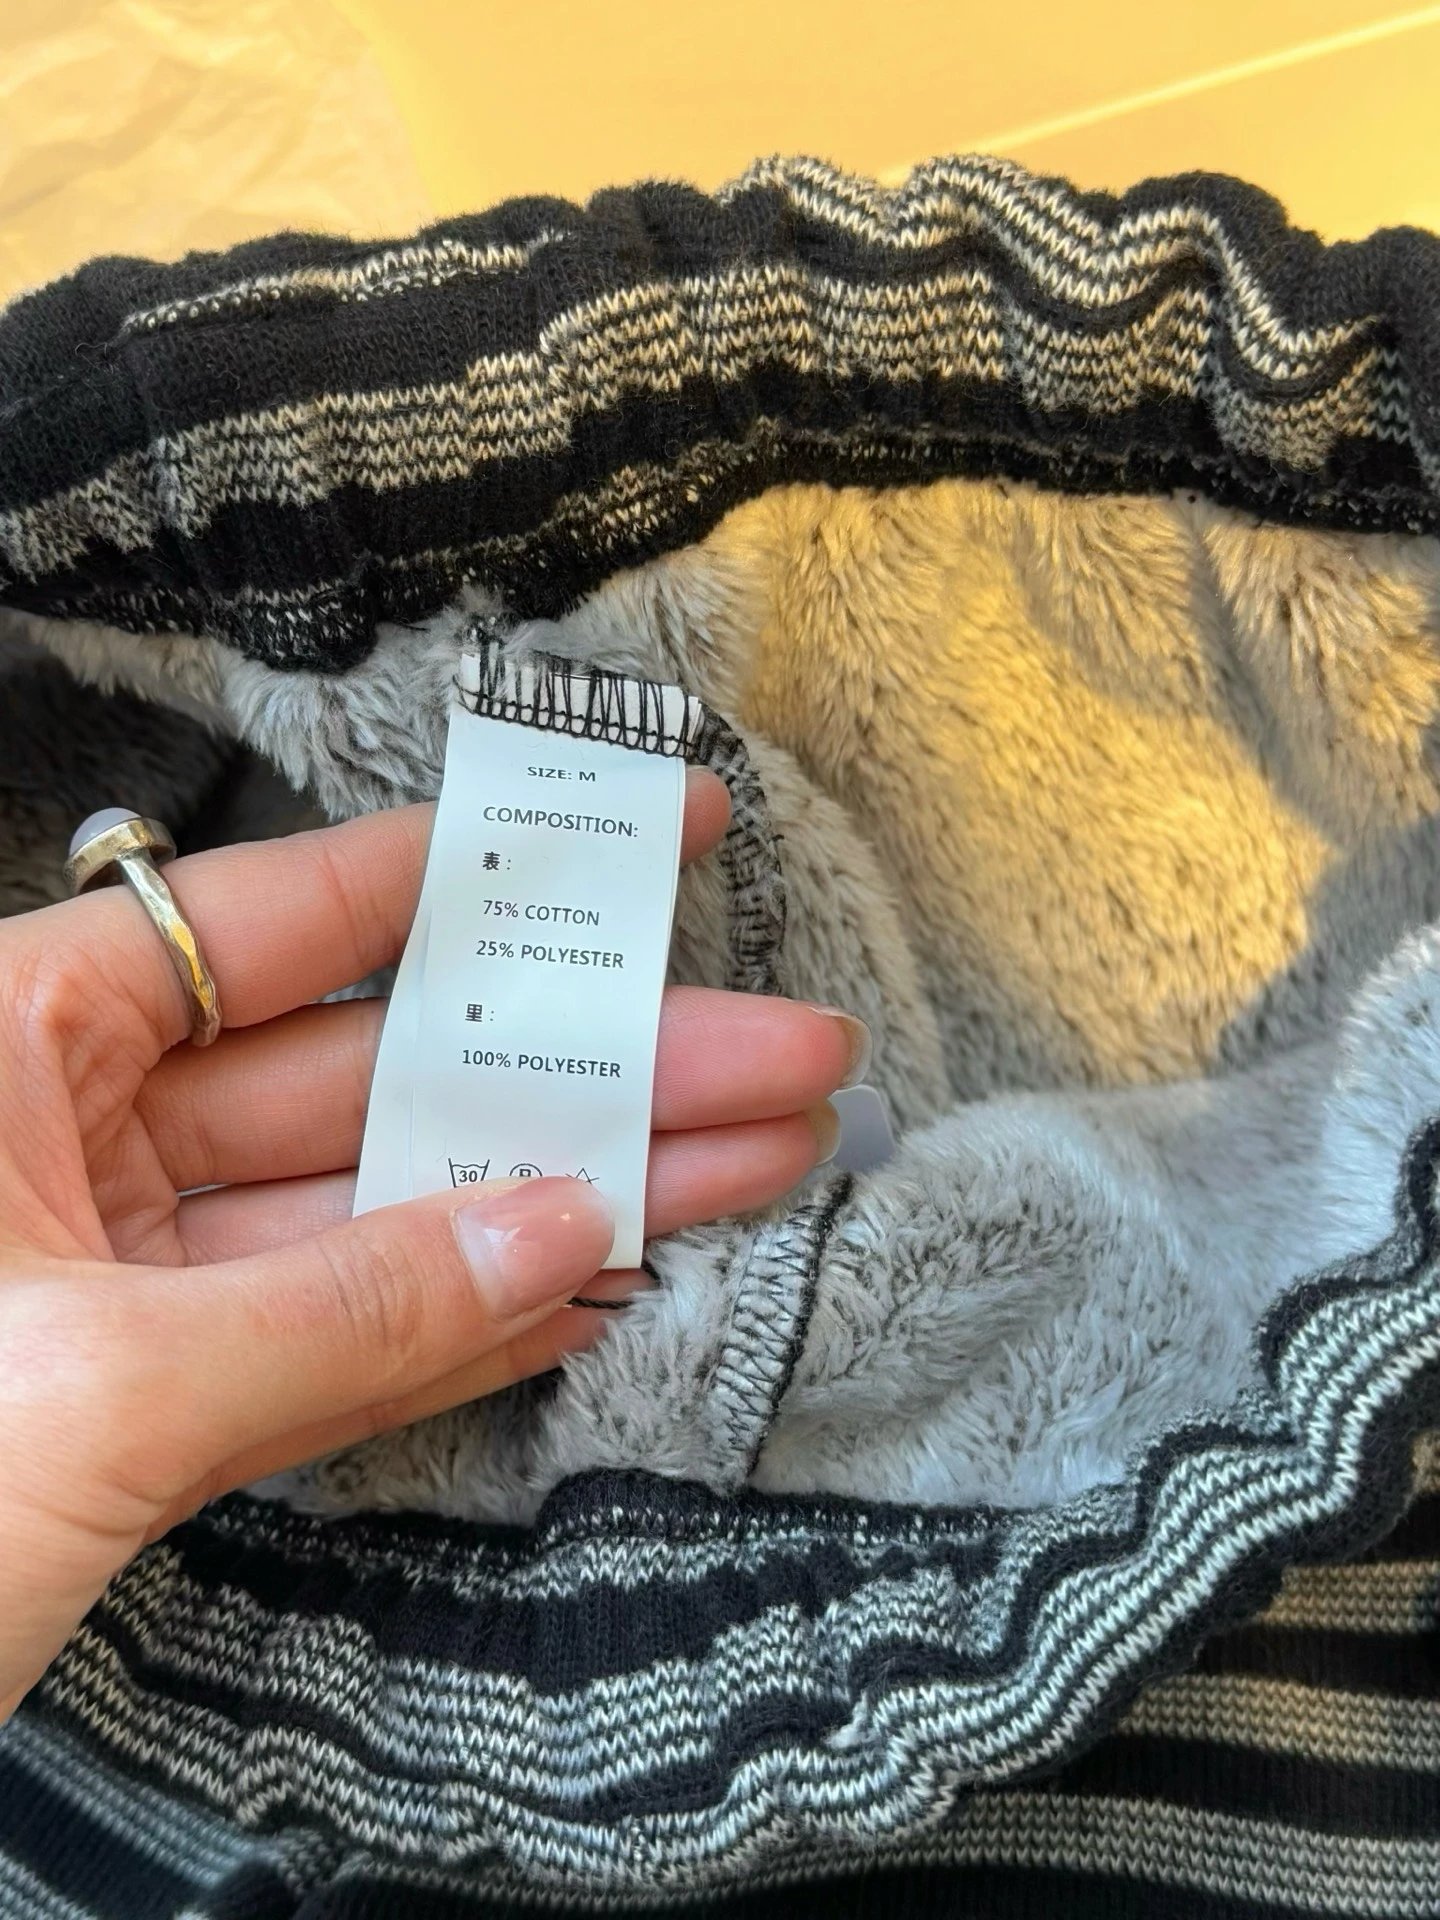 SIZE: M
COMPOSITION:
表:
75% COTTON
25% POLYESTER
里:
100% POLYESTER
30